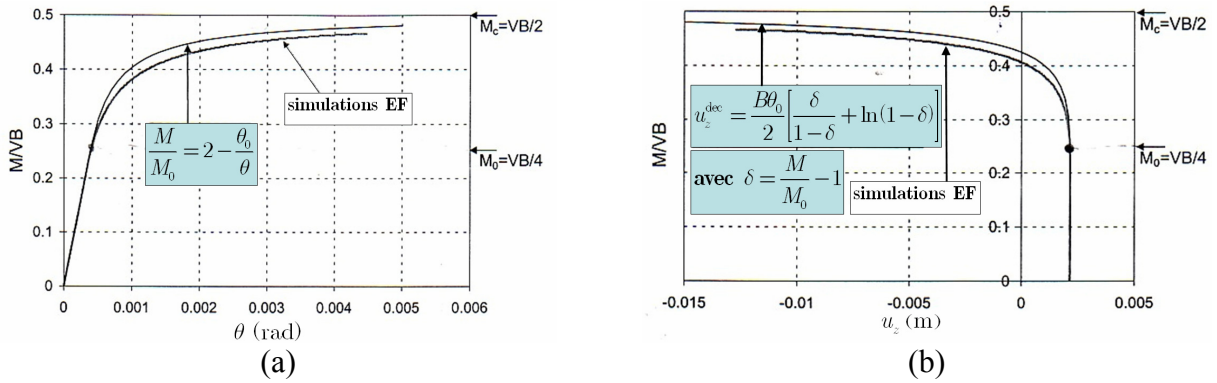 0.5
0.4
0.3
0.2
0.1
0
M/VB
0 0.001 0.002 0.003 0.004 0.005 0.006
θ (rad)
M_c=VB/2
M_0=VB/4
simulations EF
M/M_0 = 2 − θ_0/θ
(a)
0.5
0.4
0.3
0.2
0.1
0
M/VB
-0.015 -0.01 -0.005 0 0.005
u_z (m)
M_c=VB/2
M_0=VB/4
u_z^dec = Bθ_0/2 [δ/(1−δ) + ln(1−δ)]
avec δ = M/M_0 − 1
simulations EF
(b)